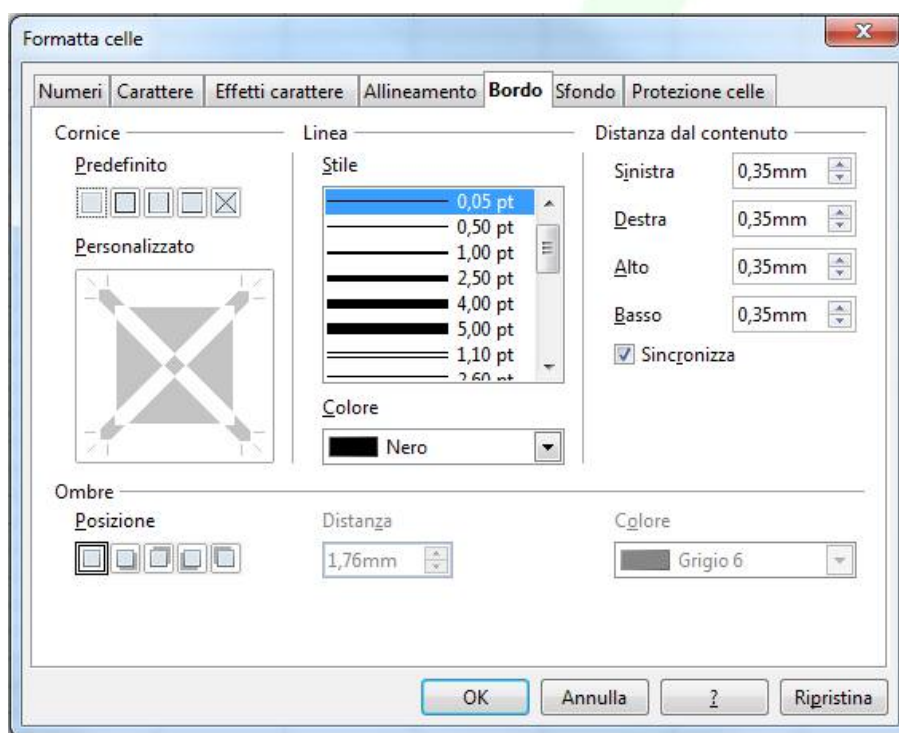 Formatta celle
Numeri Carattere Effetti carattere Allineamento Bordo Sfondo Protezione celle
Cornice
Predefinito
Personalizzato
Linea
Stile
0,05 pt
0,50 pt
1,00 pt
2,50 pt
4,00 pt
5,00 pt
1,10 pt
2,60 pt
Colore
Nero
Distanza dal contenuto
Sinistra 0,35mm
Destra 0,35mm
Alto 0,35mm
Basso 0,35mm
Sincronizza
Ombre
Posizione
Distanza
1,76mm
Colore
Grigio 6
OK Annulla ? Ripristina